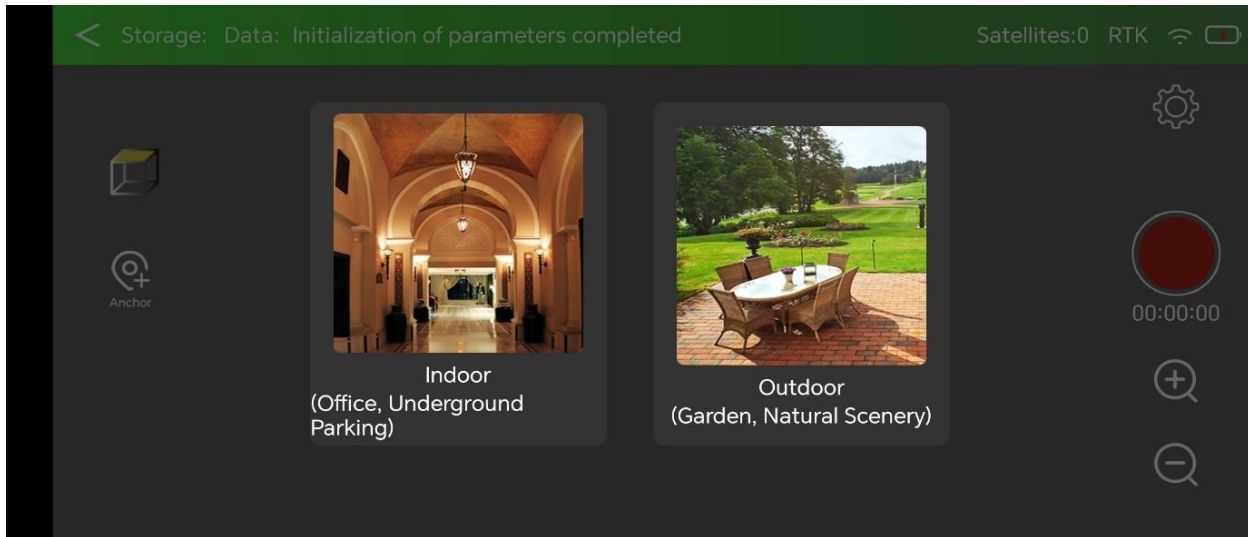 Storage: Data: Initialization of parameters completed
Satellites:0 RTK
Anchor
Indoor
(Office, Underground
Parking)
Outdoor
(Garden, Natural Scenery)
00:00:00